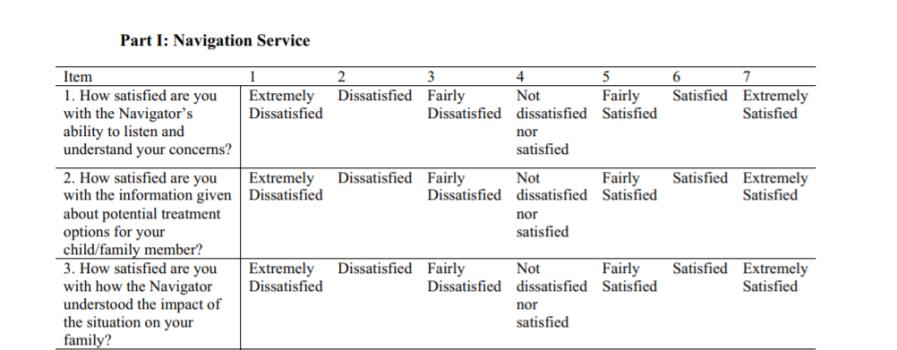 Part I: Navigation Service
Item 1 2 3 4 5 6 7
1. How satisfied are you Extremely Dissatisfied Fairly Not Fairly Satisfied Extremely
with the Navigator's Dissatisfied Dissatisfied dissatisfied Satisfied Satisfied
ability to listen and nor
understand your concerns? satisfied
2. How satisfied are you Extremely Dissatisfied Fairly Not Fairly Satisfied Extremely
with the information given Dissatisfied Dissatisfied dissatisfied Satisfied Satisfied
about potential treatment nor
options for your satisfied
child/family member?
3. How satisfied are you Extremely Dissatisfied Fairly Not Fairly Satisfied Extremely
with how the Navigator Dissatisfied Dissatisfied dissatisfied Satisfied Satisfied
understood the impact of nor
the situation on your satisfied
family?